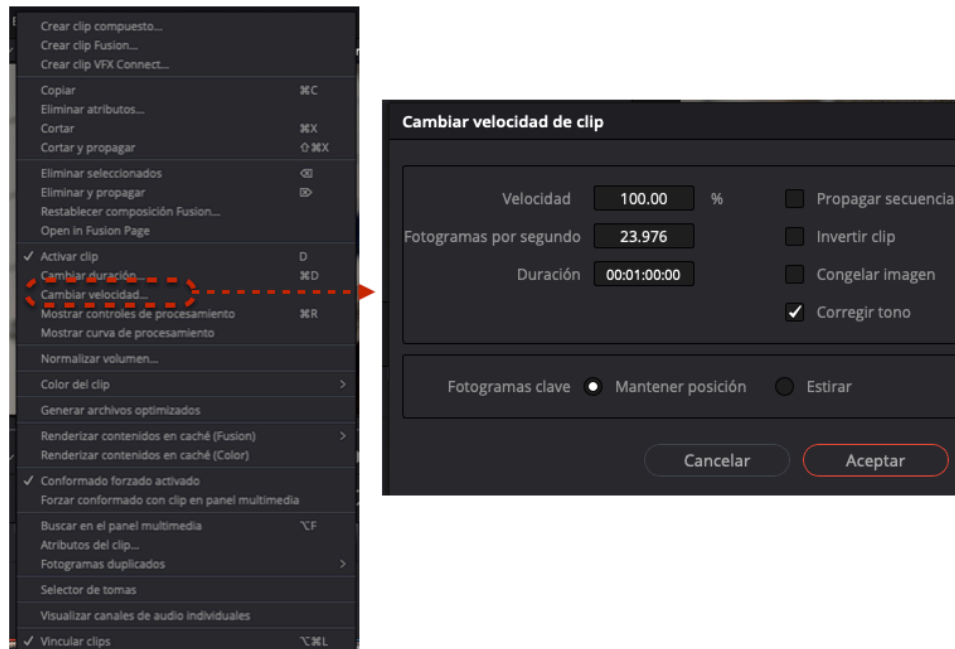 Crear clip compuesto...
Crear clip Fusion...
Crear clip VFX Connect...
Copiar ⌘C
Eliminar atributos...
Cortar ⌘X
Cortar y propagar ⇧⌘X
Eliminar seleccionados ⌫
Eliminar y propagar ⌦
Restablecer composición Fusion...
Open in Fusion Page
✓ Activar clip D
Cambiar duración... ⌘D
Cambiar velocidad...
Mostrar controles de procesamiento ⌘R
Mostrar curva de procesamiento
Normalizar volumen...
Color del clip >
Generar archivos optimizados
Renderizar contenidos en caché (Fusion) >
Renderizar contenidos en caché (Color)
✓ Conformado forzado activado
Forzar conformado con clip en panel multimedia
Buscar en el panel multimedia ⌥F
Atributos del clip...
Fotogramas duplicados >
Selector de tomas
Visualizar canales de audio individuales
✓ Vincular clips ⌥⌘L
Cambiar velocidad de clip
Velocidad 100.00 % Propagar secuencia
Fotogramas por segundo 23.976 Invertir clip
Duración 00:01:00:00 Congelar imagen
✓ Corregir tono
Fotogramas clave Mantener posición Estirar
Cancelar Aceptar